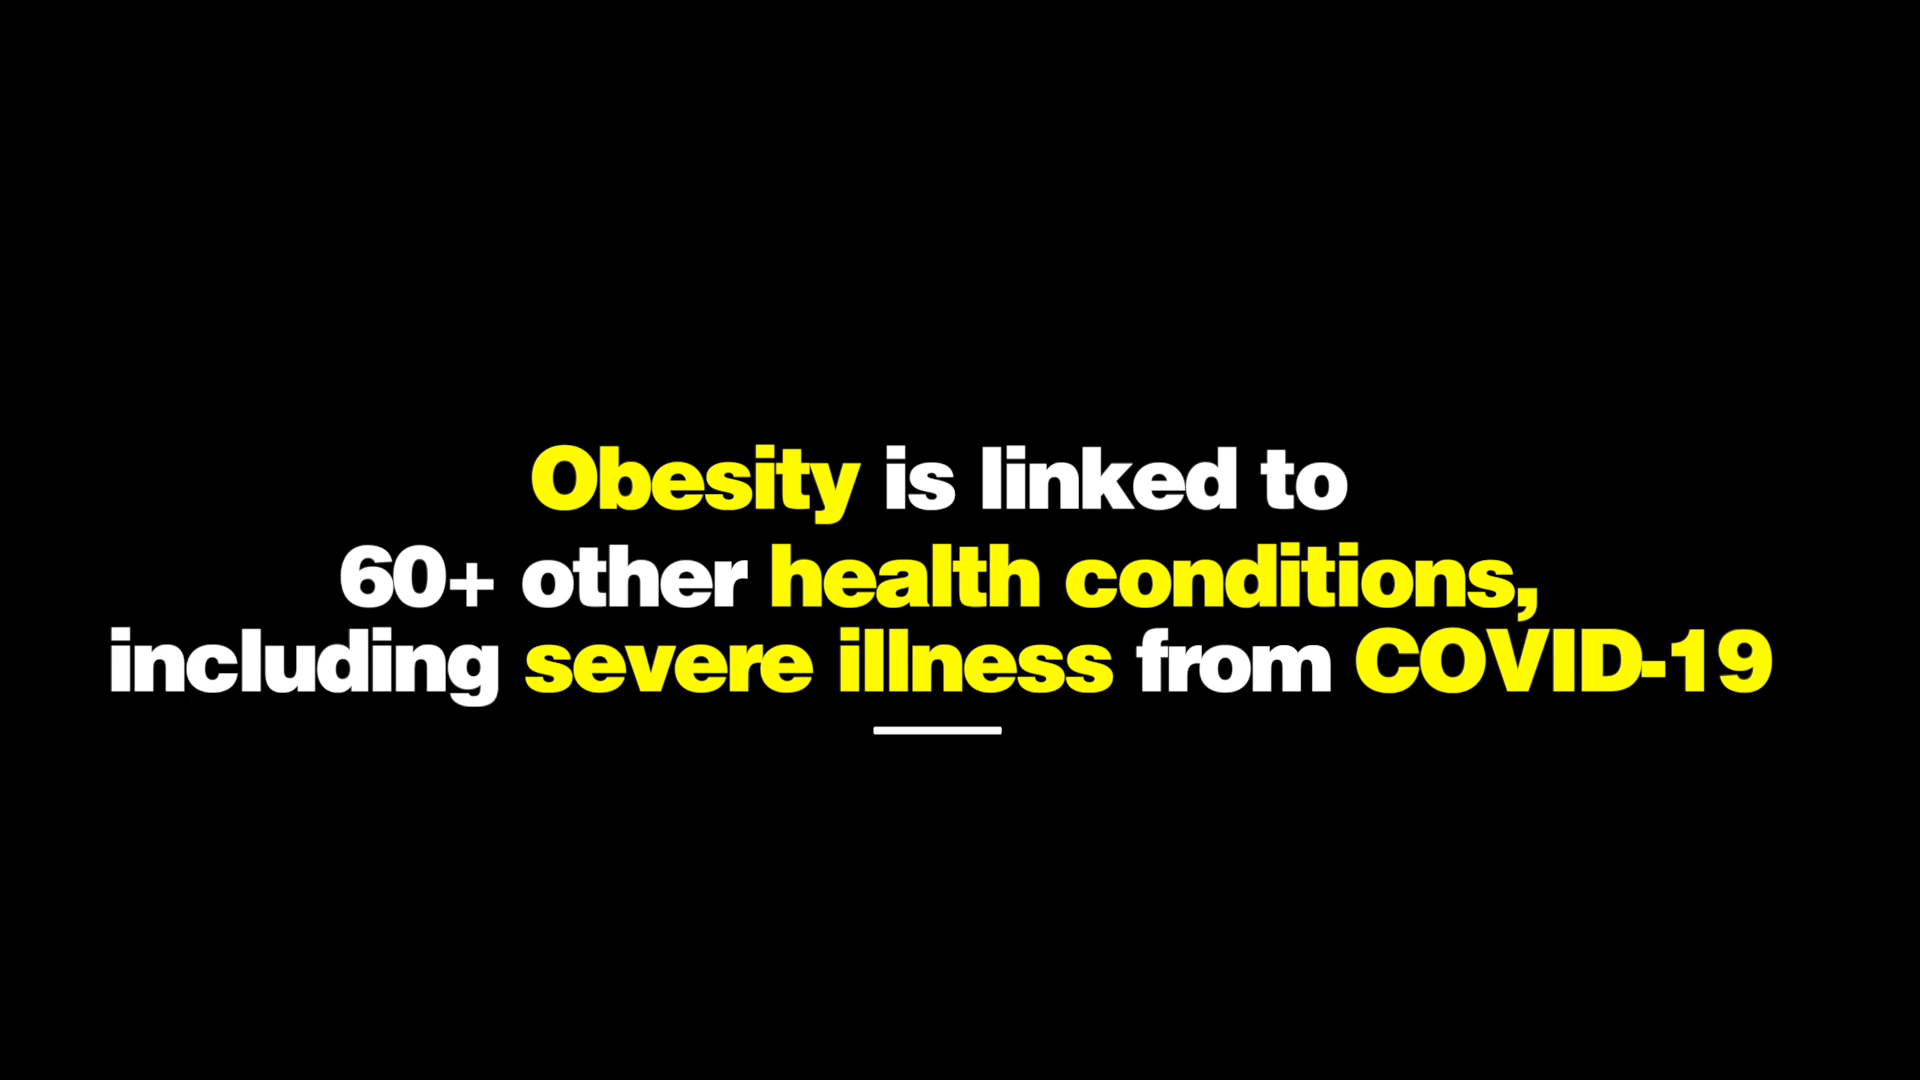 Obesity is linked to
60+ other health conditions,
including severe illness from COVID-19